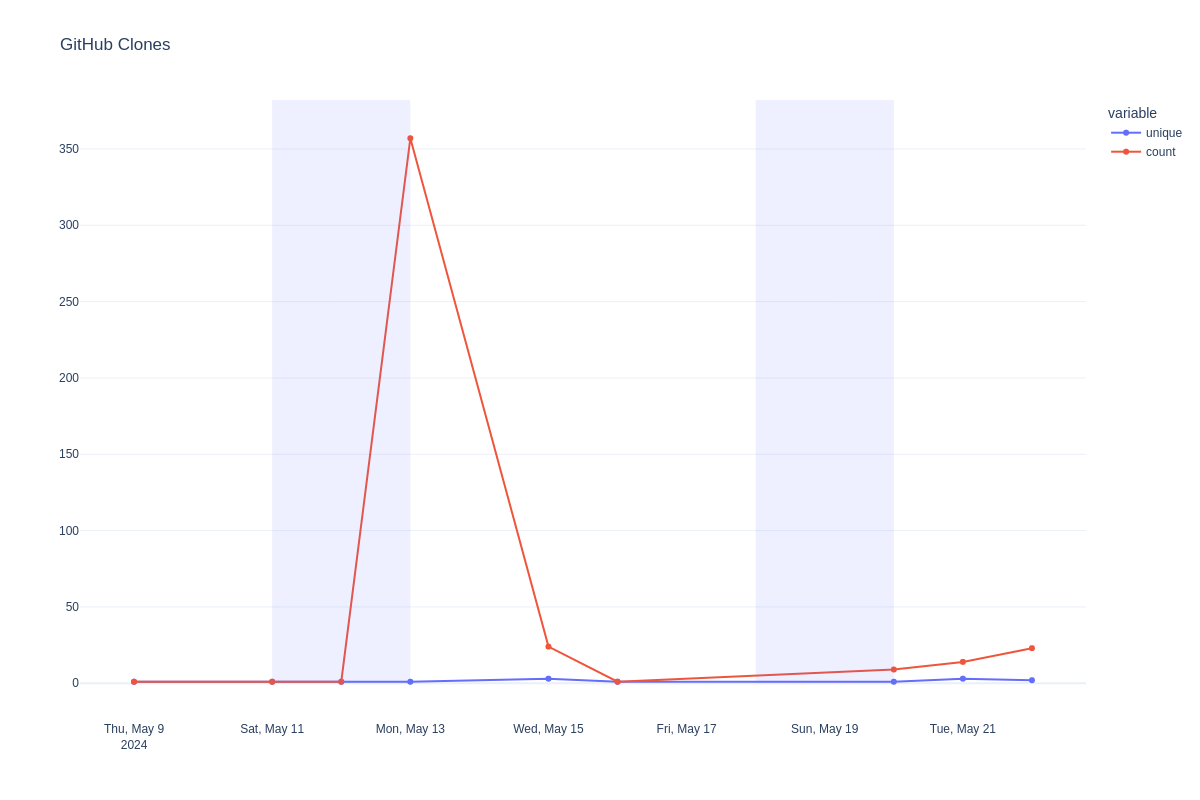 GitHub Clones
variable
unique
count
350
300
250
200
150
100
50
0
Thu, May 9
2024
Sat, May 11
Mon, May 13
Wed, May 15
Fri, May 17
Sun, May 19
Tue, May 21